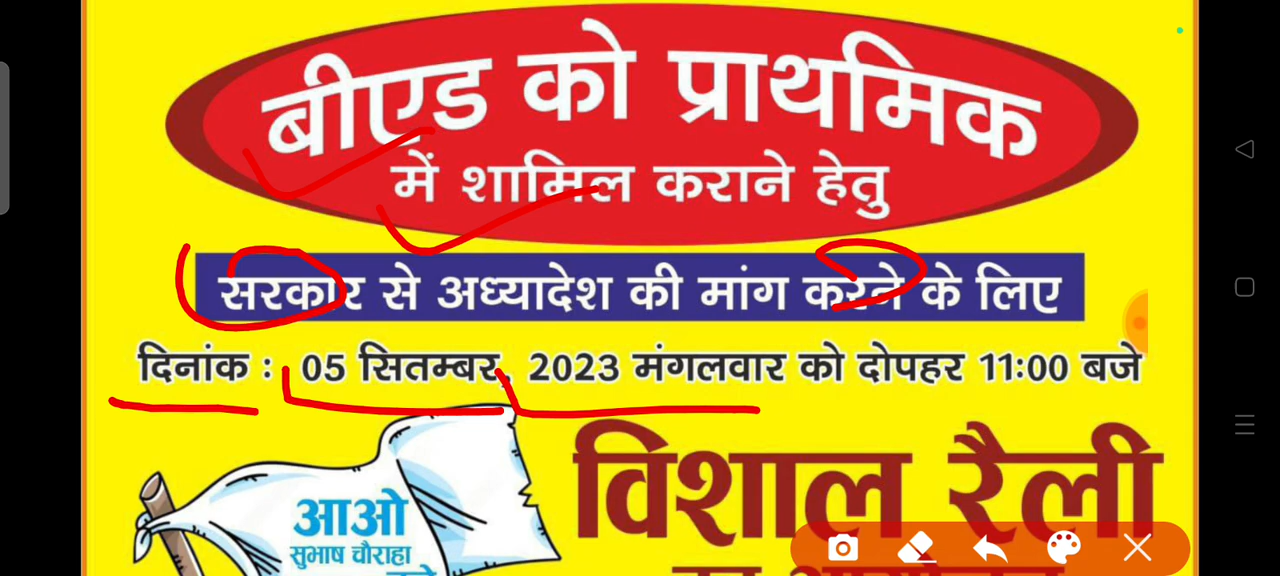 बीएड को प्राथमिक
में शामिल कराने हेतु
सरकार से अध्यादेश की मांग करने के लिए
दिनांक : 05 सितम्बर, 2023 मंगलवार को दोपहर 11:00 बजे
विशाल रैली
आओ
सुभाष चौराहा